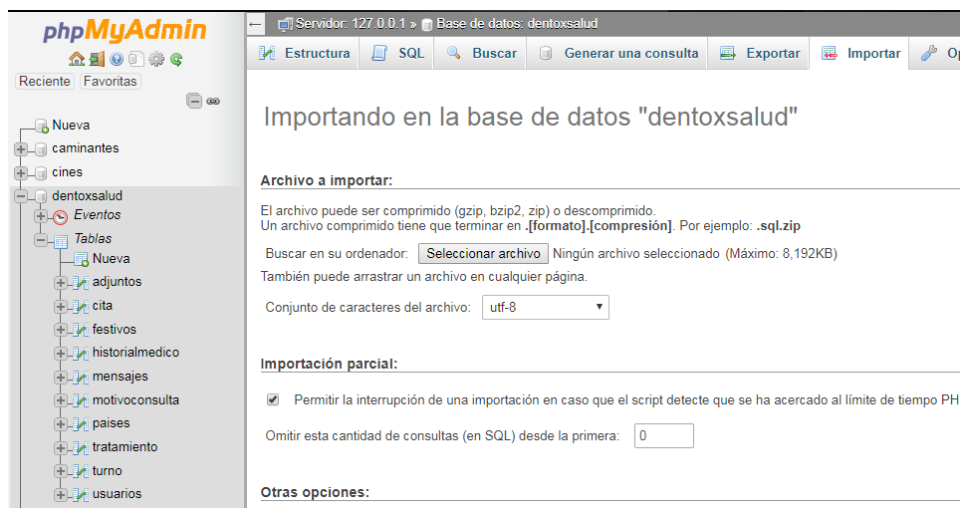 phpMyAdmin
Reciente Favoritas
Nueva
caminantes
cines
dentoxsalud
Eventos
Tablas
Nueva
adjuntos
cita
festivos
historialmedico
mensajes
motivoconsulta
paises
tratamiento
turno
usuarios
Servidor: 127.0.0.1 » Base de datos: dentoxsalud
Estructura SQL Buscar Generar una consulta Exportar Importar Op
Importando en la base de datos "dentoxsalud"
Archivo a importar:
El archivo puede ser comprimido (gzip, bzip2, zip) o descomprimido.
Un archivo comprimido tiene que terminar en .[formato].[compresión]. Por ejemplo: .sql.zip
Buscar en su ordenador: Seleccionar archivo Ningún archivo seleccionado (Máximo: 8,192KB)
También puede arrastrar un archivo en cualquier página.
Conjunto de caracteres del archivo: utf-8
Importación parcial:
Permitir la interrupción de una importación en caso que el script detecte que se ha acercado al límite de tiempo PH
Omitir esta cantidad de consultas (en SQL) desde la primera: 0
Otras opciones: